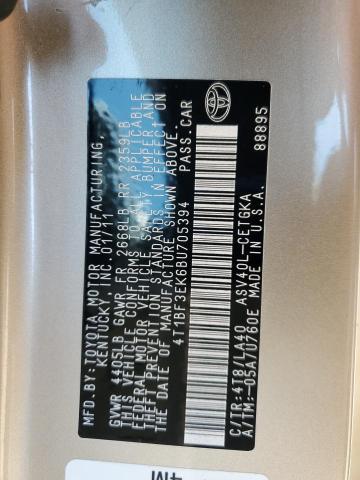 MFD.BY:TOYOTA MOTOR MANUFACTURING,
KENTUCKY INC.01/11
GVWR 4405LB GAWR FR 2668LB RR 2359LB
THIS VEHICLE CONFORMS TO ALL APPLICABLE
FEDERAL MOTOR VEHICLE SAFETY BUMPER AND
THEFT PREVENTION STANDARDS IN EFFECT ON
THE DATE OF MANUFACTURE SHOWN ABOVE.
4T1BF3EK6BU705394 PASS.CAR
C/TR:4T8/LA40 ASV40L-CETGKA
A/TM:-05A/U760E MADE IN U.S.A.
88895
4M